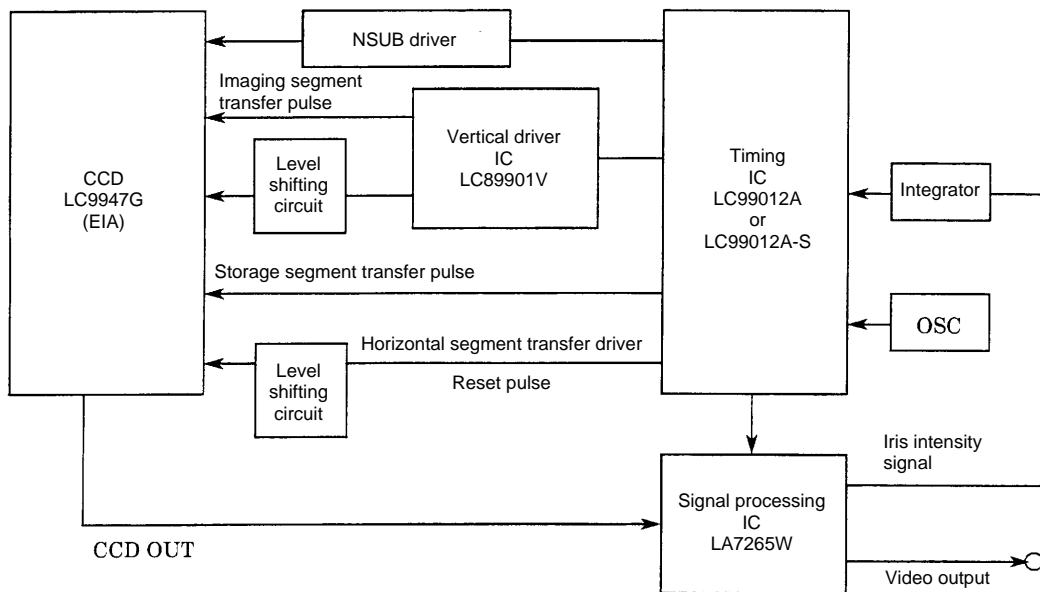 NSUB driver
Imaging segment
transfer pulse
Vertical driver
IC
LC89901V
Level
shifting
circuit
CCD
LC9947G
(EIA)
Timing
IC
LC99012A
or
LC99012A-S
Integrator
Storage segment transfer pulse
OSC
Horizontal segment transfer driver
Reset pulse
Level
shifting
circuit
Iris intensity
signal
Signal processing
IC
LA7265W
CCD OUT
Video output